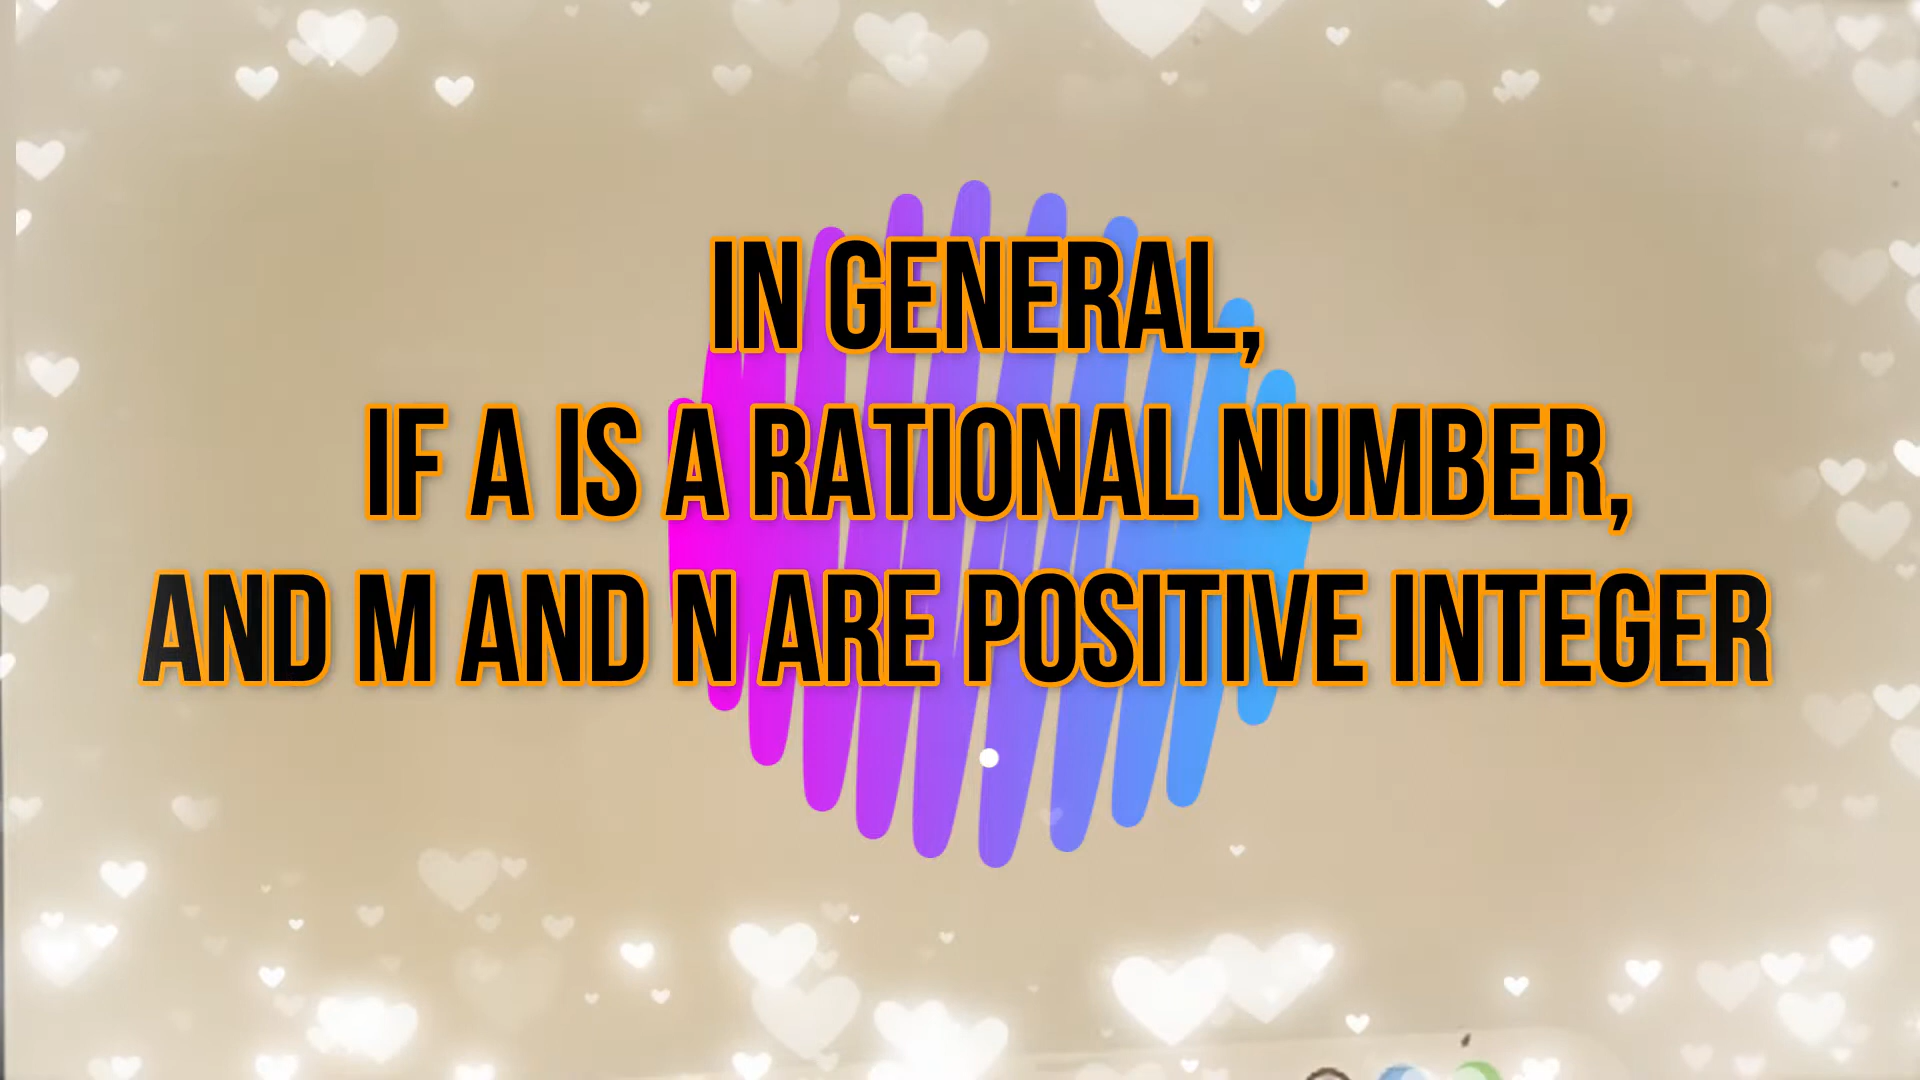 IN GENERAL,
IF A IS A RATIONAL NUMBER,
AND M AND N ARE POSITIVE INTEGER